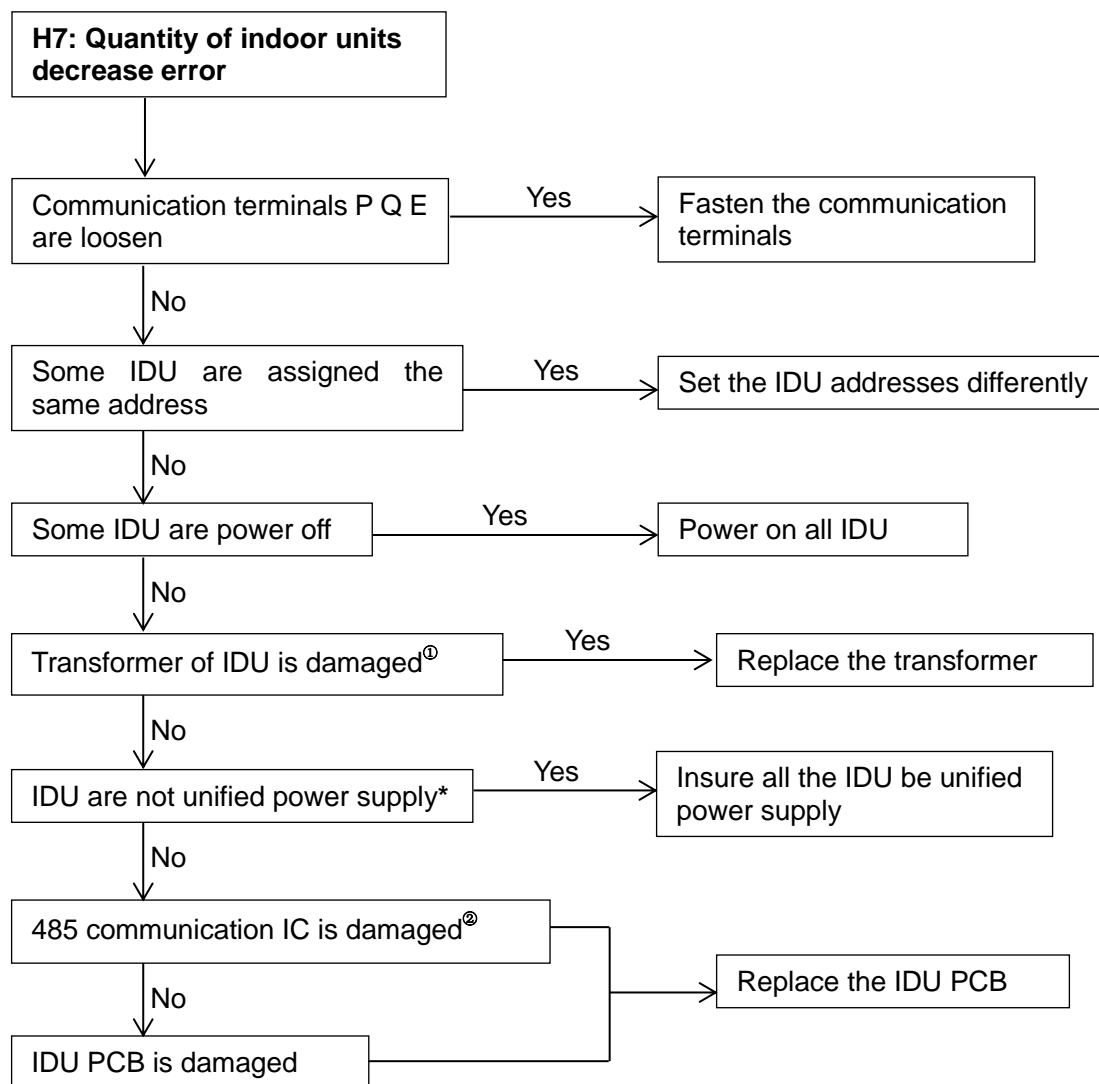 H7: Quantity of indoor units
decrease error
Communication terminals P Q E
are loosen
Yes
Fasten the communication
terminals
No
Some IDU are assigned the
same address
Yes
Set the IDU addresses differently
No
Some IDU are power off
Yes
Power on all IDU
No
Transformer of IDU is damaged①
Yes
Replace the transformer
No
IDU are not unified power supply*
Yes
Insure all the IDU be unified
power supply
No
485 communication IC is damaged②
Replace the IDU PCB
No
IDU PCB is damaged